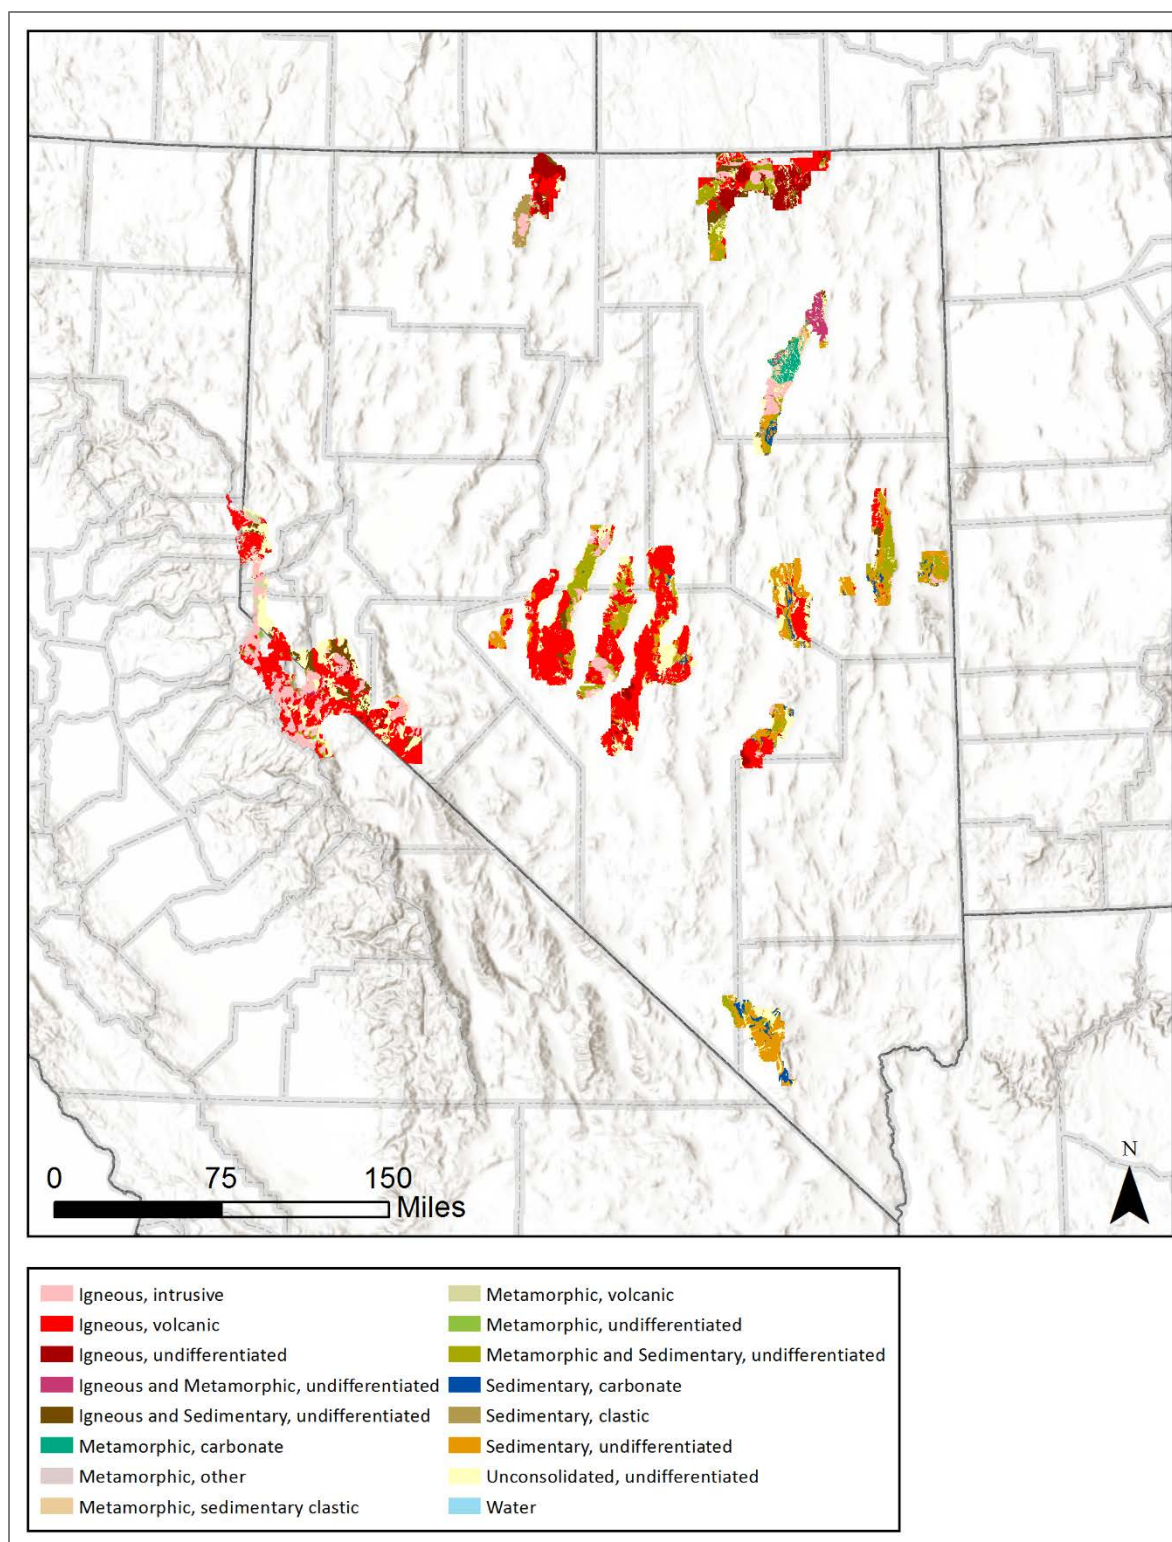 N
0 75 150
Miles
Igneous, intrusive
Igneous, volcanic
Igneous, undifferentiated
Igneous and Metamorphic, undifferentiated
Igneous and Sedimentary, undifferentiated
Metamorphic, carbonate
Metamorphic, other
Metamorphic, sedimentary clastic
Metamorphic, volcanic
Metamorphic, undifferentiated
Metamorphic and Sedimentary, undifferentiated
Sedimentary, carbonate
Sedimentary, clastic
Sedimentary, undifferentiated
Unconsolidated, undifferentiated
Water